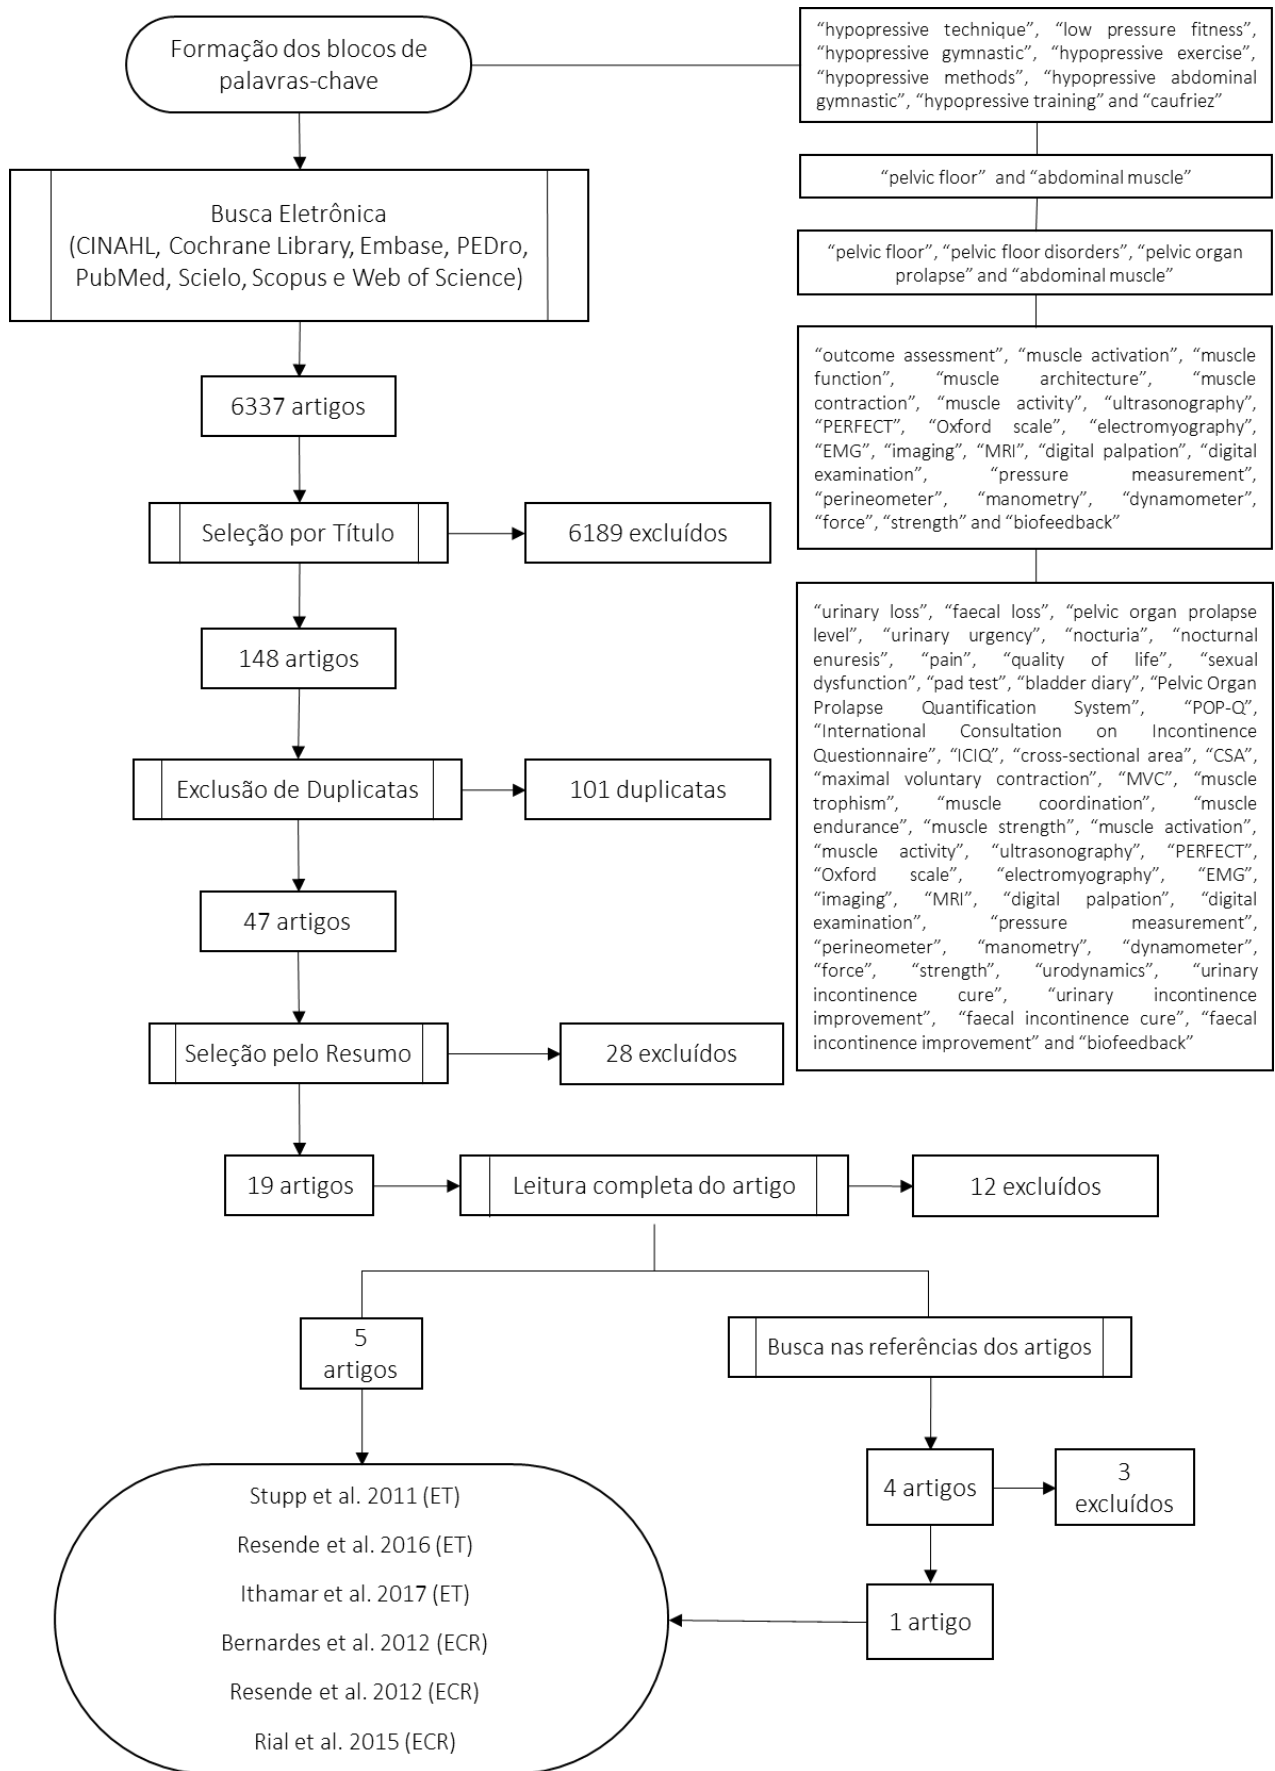 Formação dos blocos de
palavras-chave
“hypopressive technique”, “low pressure fitness”,
“hypopressive gymnastic”, “hypopressive exercise”,
“hypopressive methods”, “hypopressive abdominal
gymnastic”, “hypopressive training” and “caufriez”
“pelvic floor” and “abdominal muscle”
“pelvic floor”, “pelvic floor disorders”, “pelvic organ
prolapse” and “abdominal muscle”
“outcome assessment”, “muscle activation”, “muscle
function”, “muscle architecture”, “muscle
contraction”, “muscle activity”, “ultrasonography”,
“PERFECT”, “Oxford scale”, “electromyography”,
“EMG”, “imaging”, “MRI”, “digital palpation”, “digital
examination”, “pressure measurement”,
“perineometer”, “manometry”, “dynamometer”,
“force”, “strength” and “biofeedback”
“urinary loss”, “faecal loss”, “pelvic organ prolapse
level”, “urinary urgency”, “nocturia”, “nocturnal
enuresis”, “pain”, “quality of life”, “sexual
dysfunction”, “pad test”, “bladder diary”, “Pelvic Organ
Prolapse Quantification System”, “POP-Q”,
“International Consultation on Incontinence
Questionnaire”, “ICIQ”, “cross-sectional area”, “CSA”,
“maximal voluntary contraction”, “MVC”, “muscle
trophism”, “muscle coordination”, “muscle
endurance”, “muscle strength”, “muscle activation”,
“muscle activity”, “ultrasonography”, “PERFECT”,
“Oxford scale”, “electromyography”, “EMG”,
“imaging”, “MRI”, “digital palpation”, “digital
examination”, “pressure measurement”,
“perineometer”, “manometry”, “dynamometer”,
“force”, “strength”, “urodynamics”, “urinary
incontinence cure”, “urinary incontinence
improvement”, “faecal incontinence cure”, “faecal
incontinence improvement” and “biofeedback”
Busca Eletrônica
(CINAHL, Cochrane Library, Embase, PEDro,
PubMed, Scielo, Scopus e Web of Science)
6337 artigos
Seleção por Título
6189 excluídos
148 artigos
Exclusão de Duplicatas
101 duplicatas
47 artigos
Seleção pelo Resumo
28 excluídos
19 artigos
Leitura completa do artigo
12 excluídos
5
artigos
Busca nas referências dos artigos
4 artigos
3
excluídos
1 artigo
Stupp et al. 2011 (ET)
Resende et al. 2016 (ET)
Ithamar et al. 2017 (ET)
Bernardes et al. 2012 (ECR)
Resende et al. 2012 (ECR)
Rial et al. 2015 (ECR)